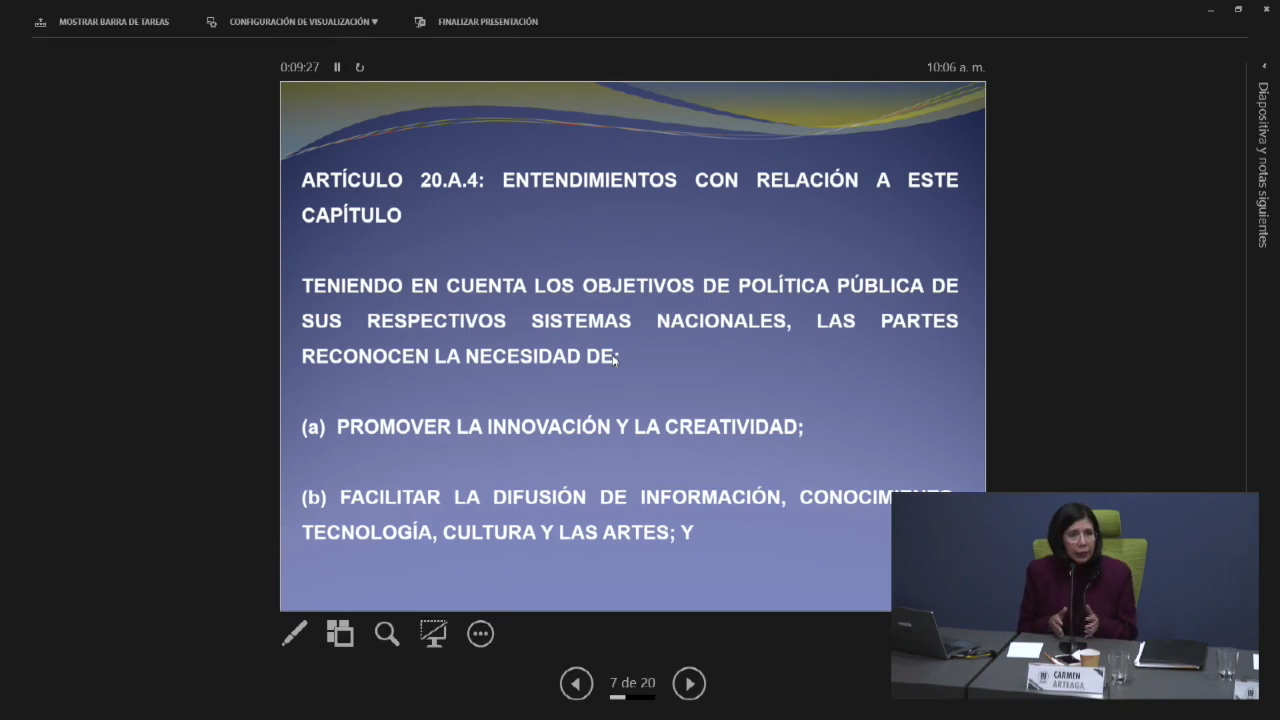 MOSTRAR BARRA DE TAREAS
CONFIGURACIÓN DE VISUALIZACIÓN ▼
FINALIZAR PRESENTACIÓN
0:09:27
10:06 a. m.
Diapositiva y notas siguientes
ARTÍCULO 20.A.4: ENTENDIMIENTOS CON RELACIÓN A ESTE
CAPÍTULO
TENIENDO EN CUENTA LOS OBJETIVOS DE POLÍTICA PÚBLICA DE
SUS RESPECTIVOS SISTEMAS NACIONALES, LAS PARTES
RECONOCEN LA NECESIDAD DE:
(a) PROMOVER LA INNOVACIÓN Y LA CREATIVIDAD;
(b) FACILITAR LA DIFUSIÓN DE INFORMACIÓN,
TECNOLOGÍA, CULTURA Y LAS ARTES; Y
7 de 20
CARMEN
ARTEAGA